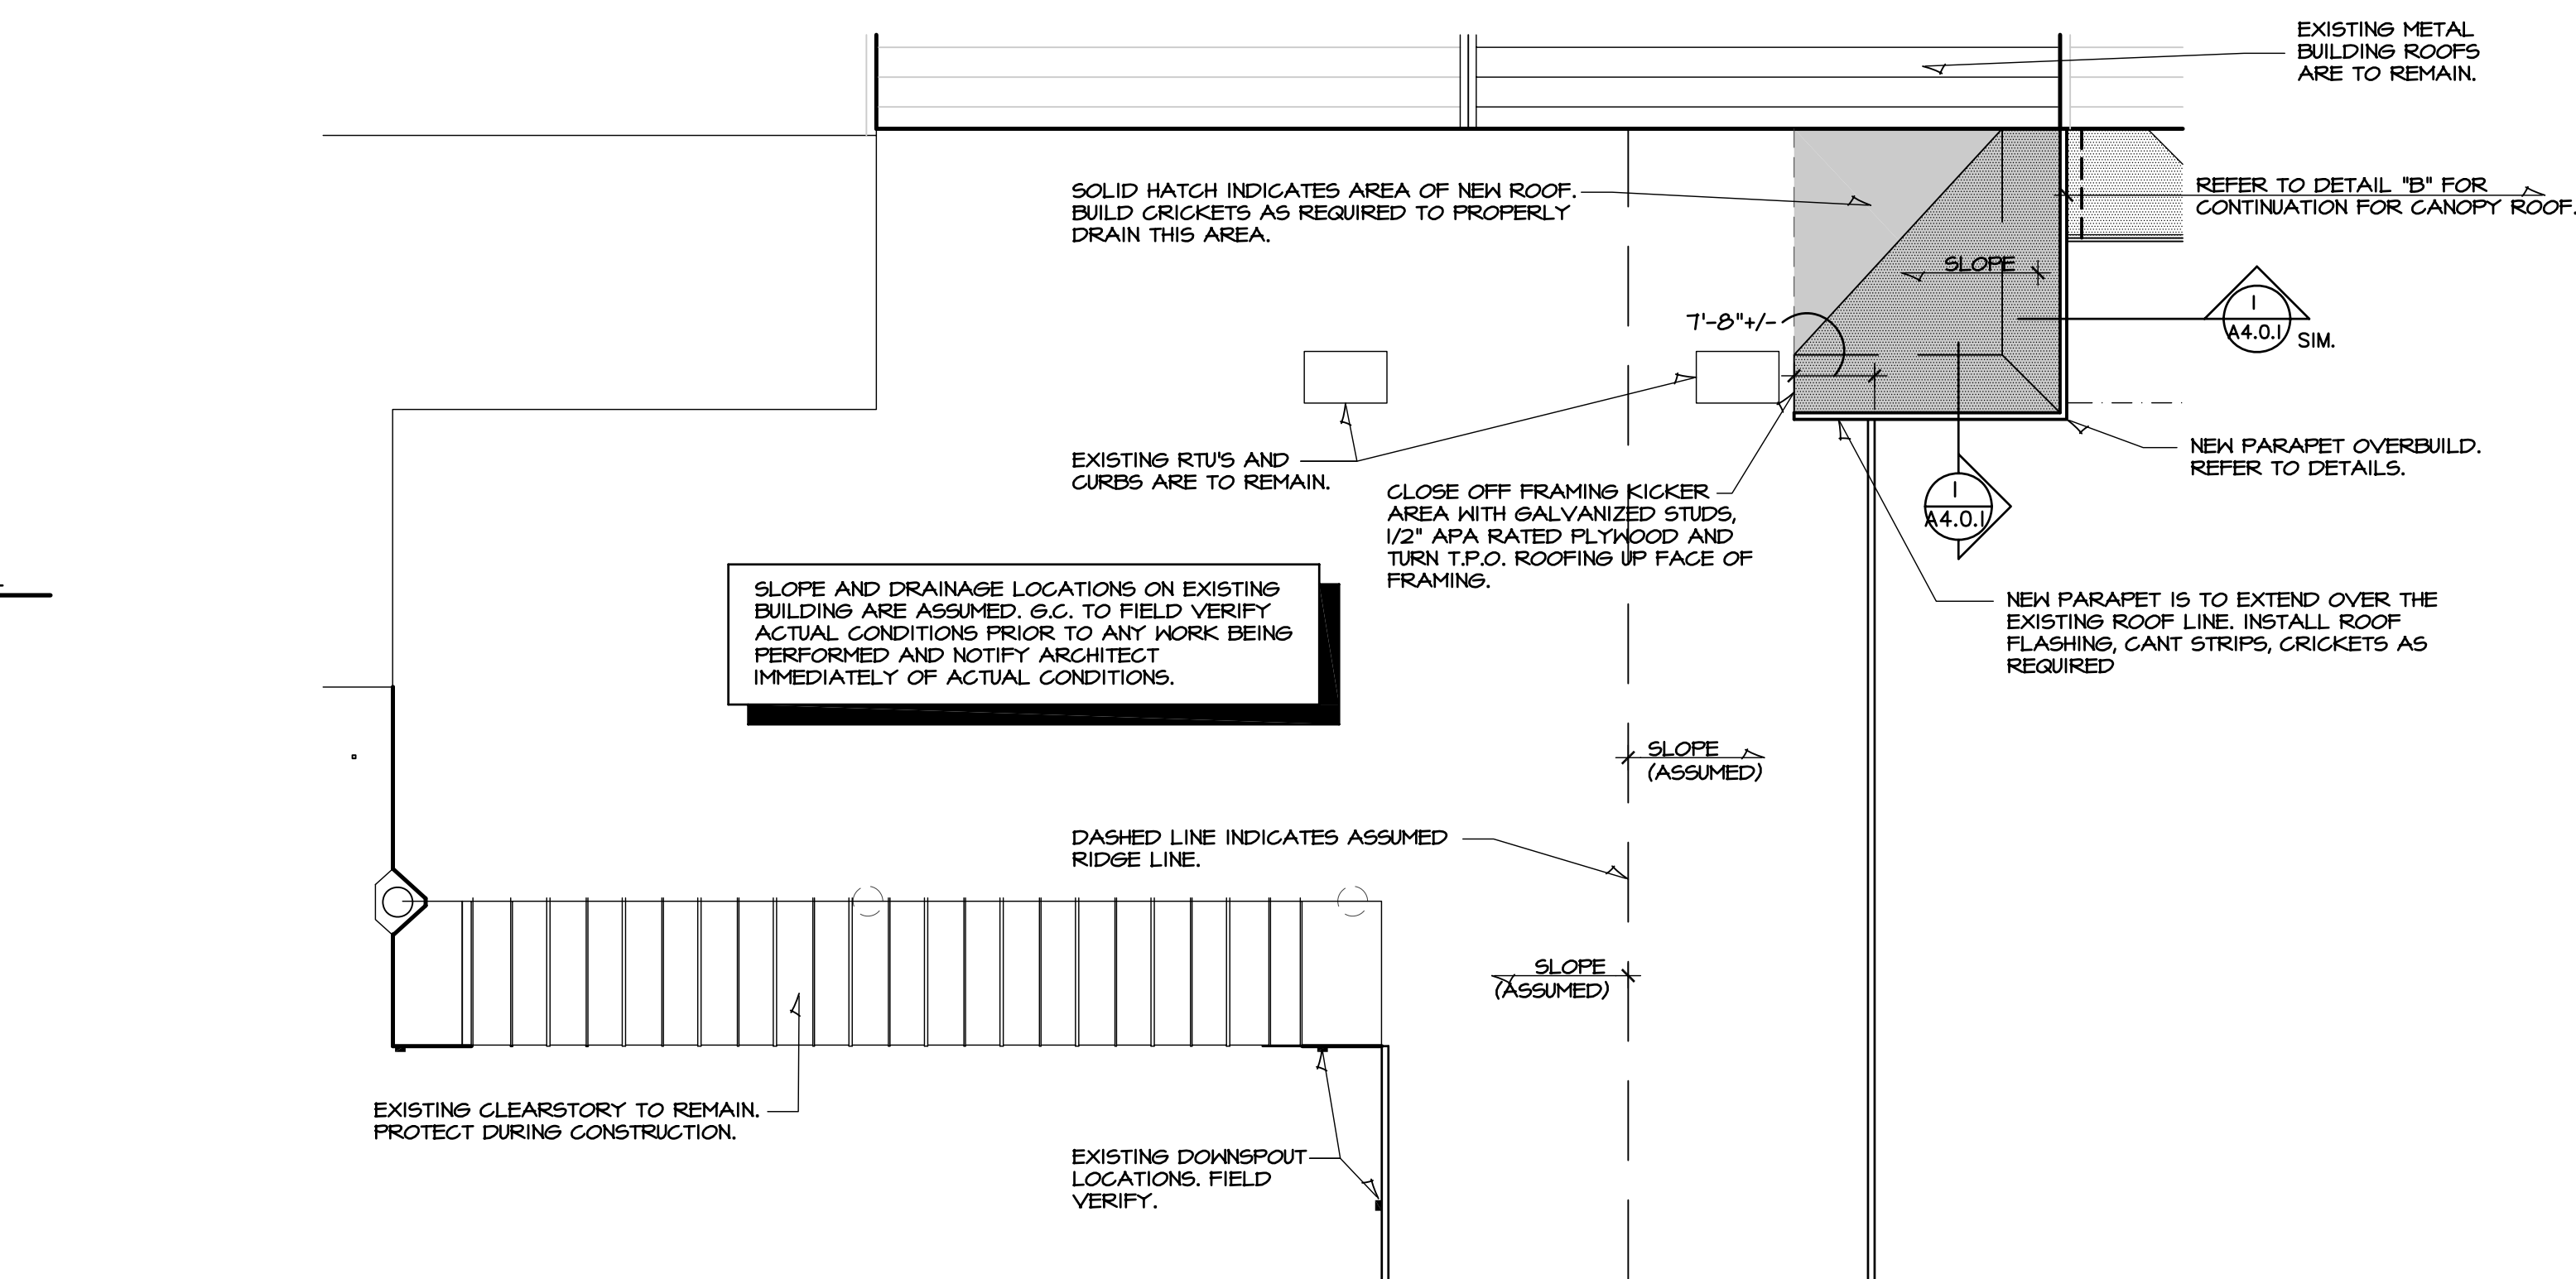 EXISTING METAL
BUILDING ROOFS
ARE TO REMAIN.
SOLID HATCH INDICATES AREA OF NEW ROOF.
BUILD CRICKETS AS REQUIRED TO PROPERLY
DRAIN THIS AREA.
REFER TO DETAIL "B" FOR
CONTINUATION FOR CANOPY ROOF.
SLOPE
7'-8"+/-
1
A4.0.1
SIM.
EXISTING RTU'S AND
CURBS ARE TO REMAIN.
NEW PARAPET OVERBUILD.
REFER TO DETAILS.
CLOSE OFF FRAMING KICKER
AREA WITH GALVANIZED STUDS,
1/2" APA RATED PLYWOOD AND
TURN T.P.O. ROOFING UP FACE OF
FRAMING.
1
A4.0.1
SLOPE AND DRAINAGE LOCATIONS ON EXISTING
BUILDING ARE ASSUMED. G.C. TO FIELD VERIFY
ACTUAL CONDITIONS PRIOR TO ANY WORK BEING
PERFORMED AND NOTIFY ARCHITECT
IMMEDIATELY OF ACTUAL CONDITIONS.
NEW PARAPET IS TO EXTEND OVER THE
EXISTING ROOF LINE. INSTALL ROOF
FLASHING, CANT STRIPS, CRICKETS AS
REQUIRED
SLOPE
(ASSUMED)
DASHED LINE INDICATES ASSUMED
RIDGE LINE.
SLOPE
(ASSUMED)
EXISTING CLEARSTORY TO REMAIN.
PROTECT DURING CONSTRUCTION.
EXISTING DOWNSPOUT
LOCATIONS. FIELD
VERIFY.